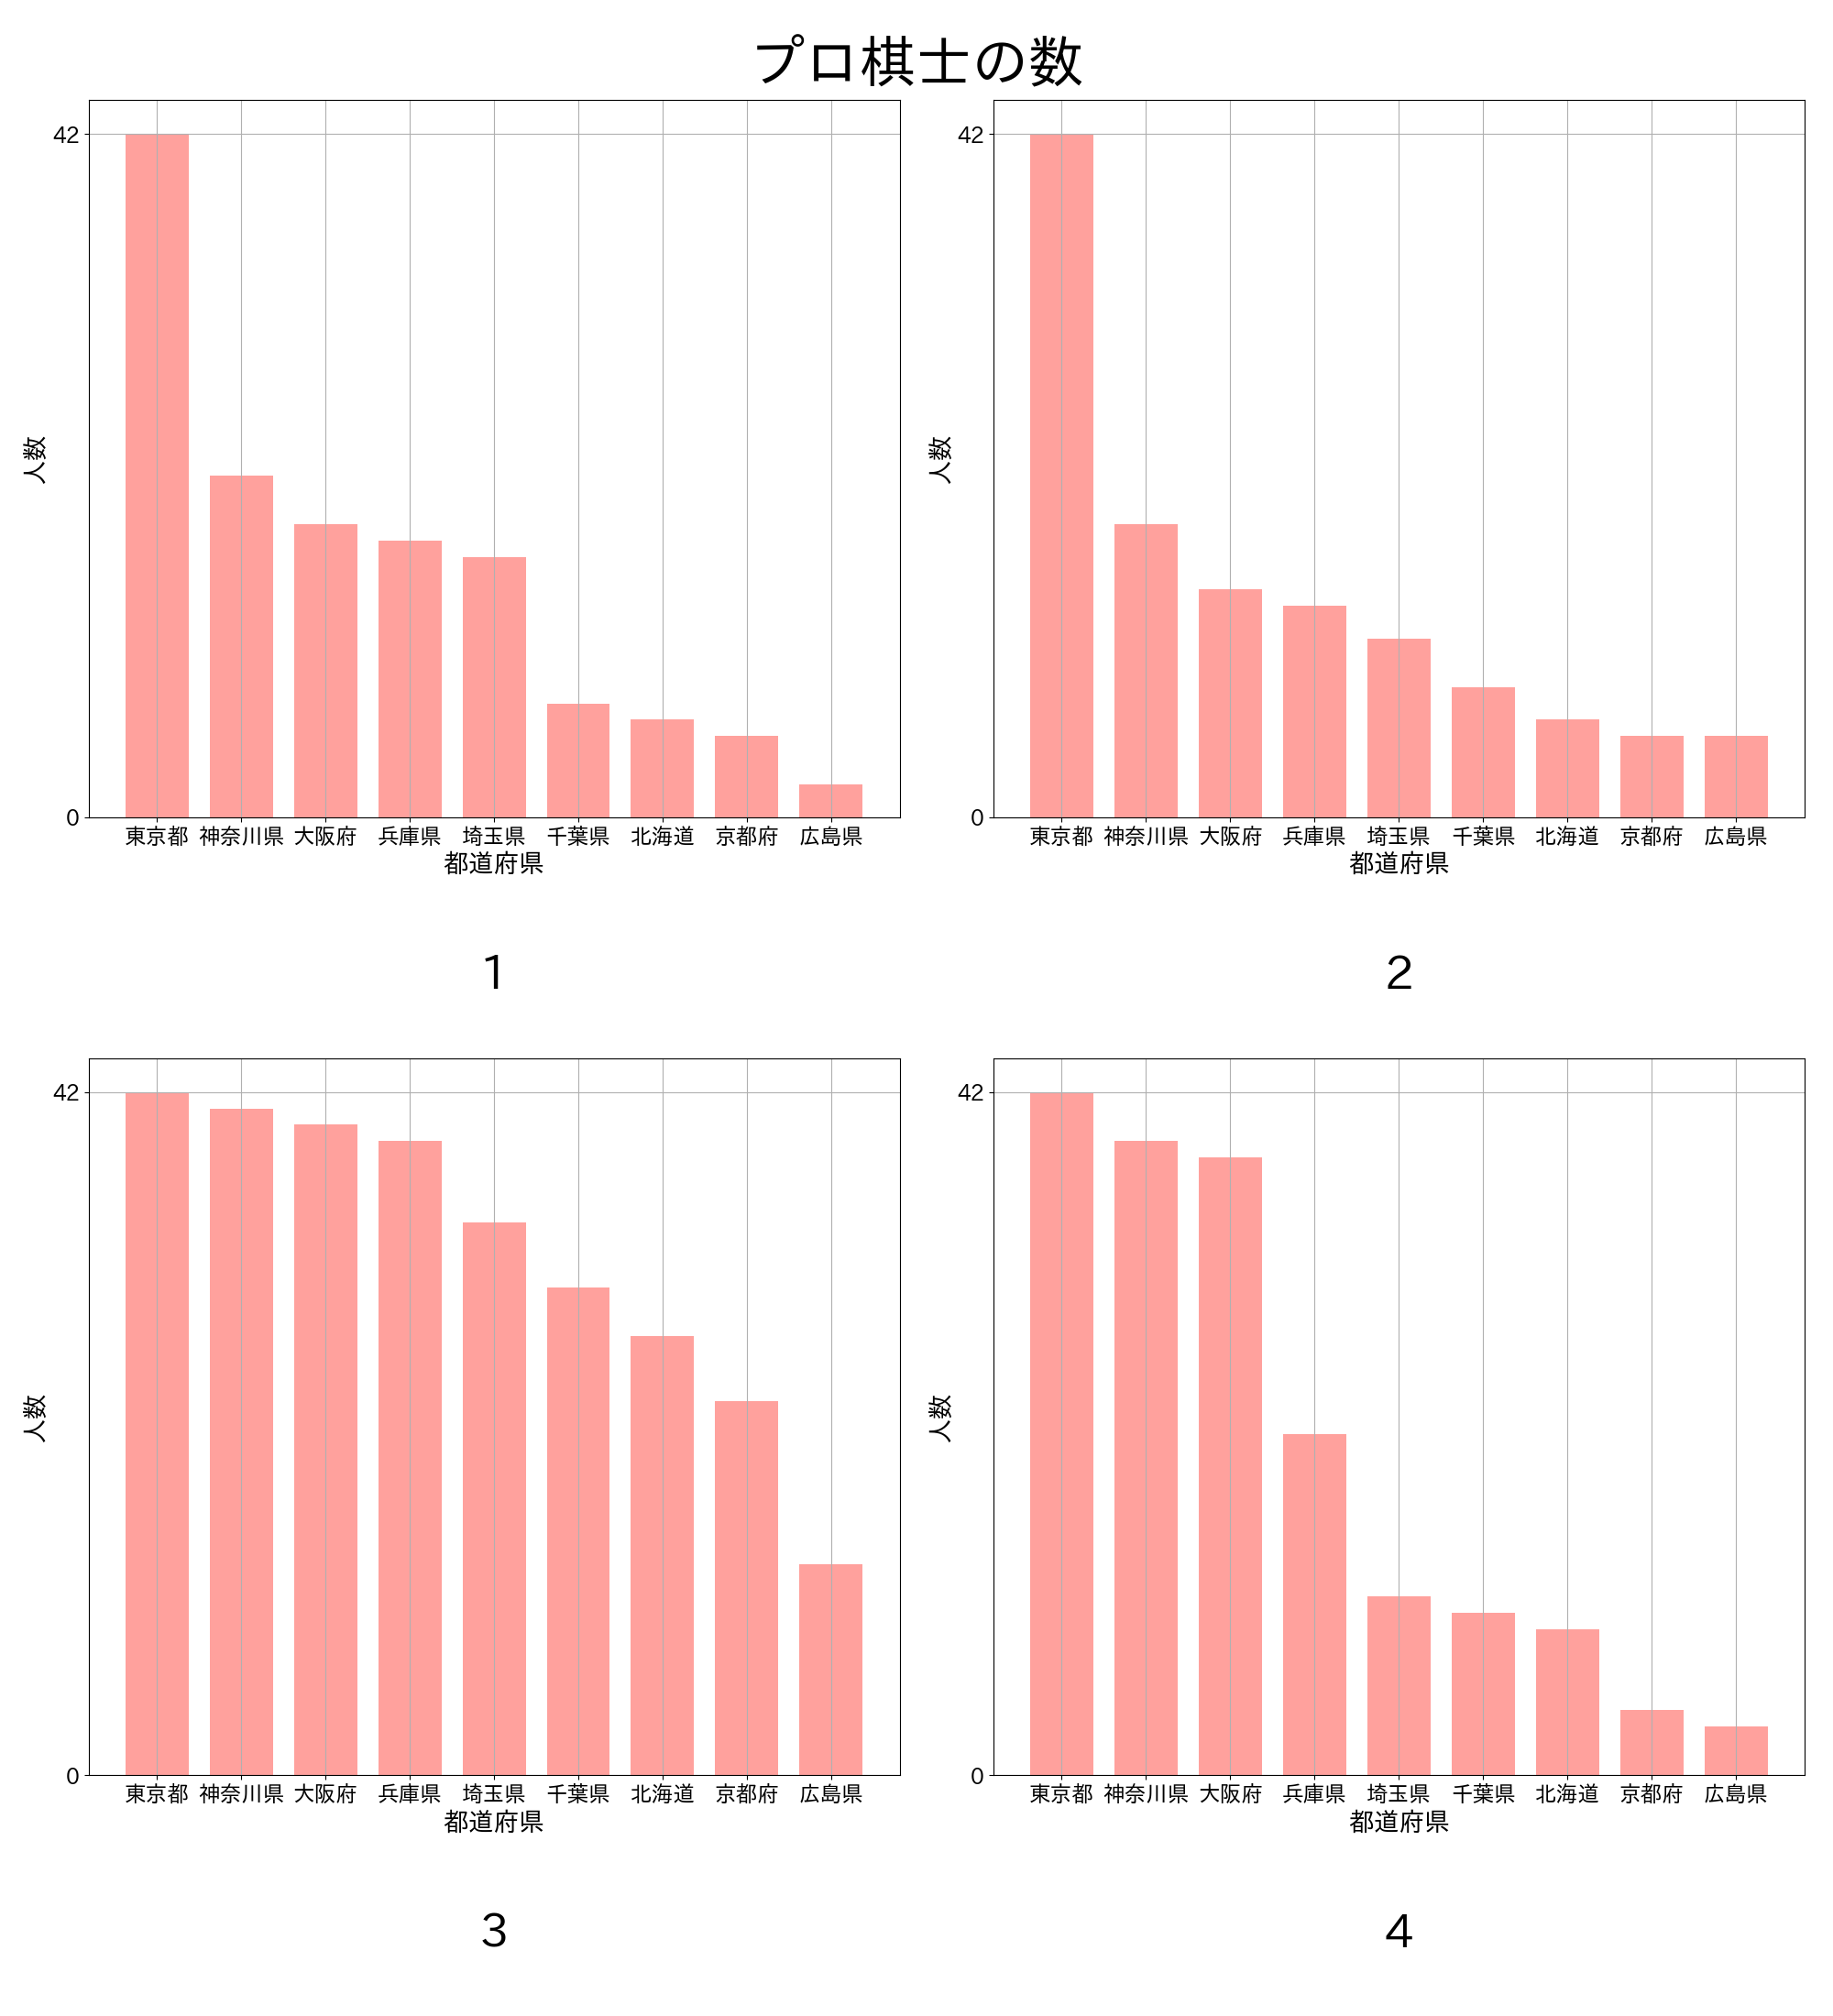 プロ棋士の数
42
0
人数
東京都 神奈川県 大阪府 兵庫県 埼玉県 千葉県 北海道 京都府 広島県
都道府県
1
42
0
人数
東京都 神奈川県 大阪府 兵庫県 埼玉県 千葉県 北海道 京都府 広島県
都道府県
2
42
0
人数
東京都 神奈川県 大阪府 兵庫県 埼玉県 千葉県 北海道 京都府 広島県
都道府県
3
42
0
人数
東京都 神奈川県 大阪府 兵庫県 埼玉県 千葉県 北海道 京都府 広島県
都道府県
4